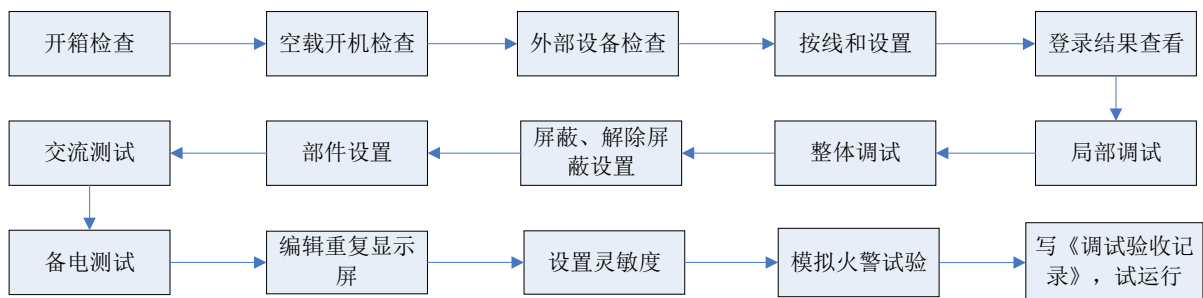 开箱检查
空载开机检查
外部设备检查
按线和设置
登录结果查看
局部调试
整体调试
屏蔽、解除屏
蔽设置
部件设置
交流测试
备电测试
编辑重复显示
屏
设置灵敏度
模拟火警试验
写《调试验收记
录》，试运行